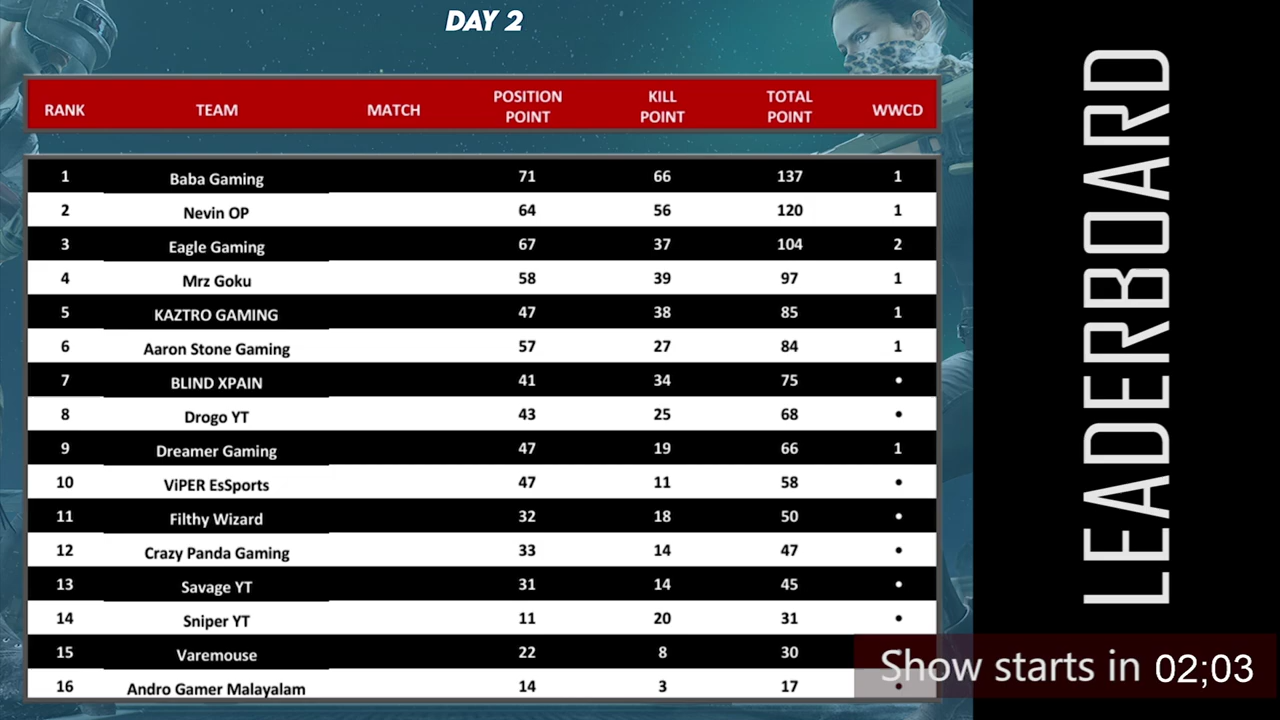 DAY 2
RANK TEAM MATCH POSITION POINT KILL POINT TOTAL POINT WWCD
1 Baba Gaming 71 66 137 1
2 Nevin OP 64 56 120 1
3 Eagle Gaming 67 37 104 2
4 Mrz Goku 58 39 97 1
5 KAZTRO GAMING 47 38 85 1
6 Aaron Stone Gaming 57 27 84 1
7 BLIND XPAIN 41 34 75 •
8 Drogo YT 43 25 68 •
9 Dreamer Gaming 47 19 66 1
10 ViPER EsSports 47 11 58 •
11 Filthy Wizard 32 18 50 •
12 Crazy Panda Gaming 33 14 47 •
13 Savage YT 31 14 45 •
14 Sniper YT 11 20 31 •
15 Varemouse 22 8 30
16 Andro Gamer Malayalam 14 3 17 •
LEADERBOARD
Show starts in 02;03